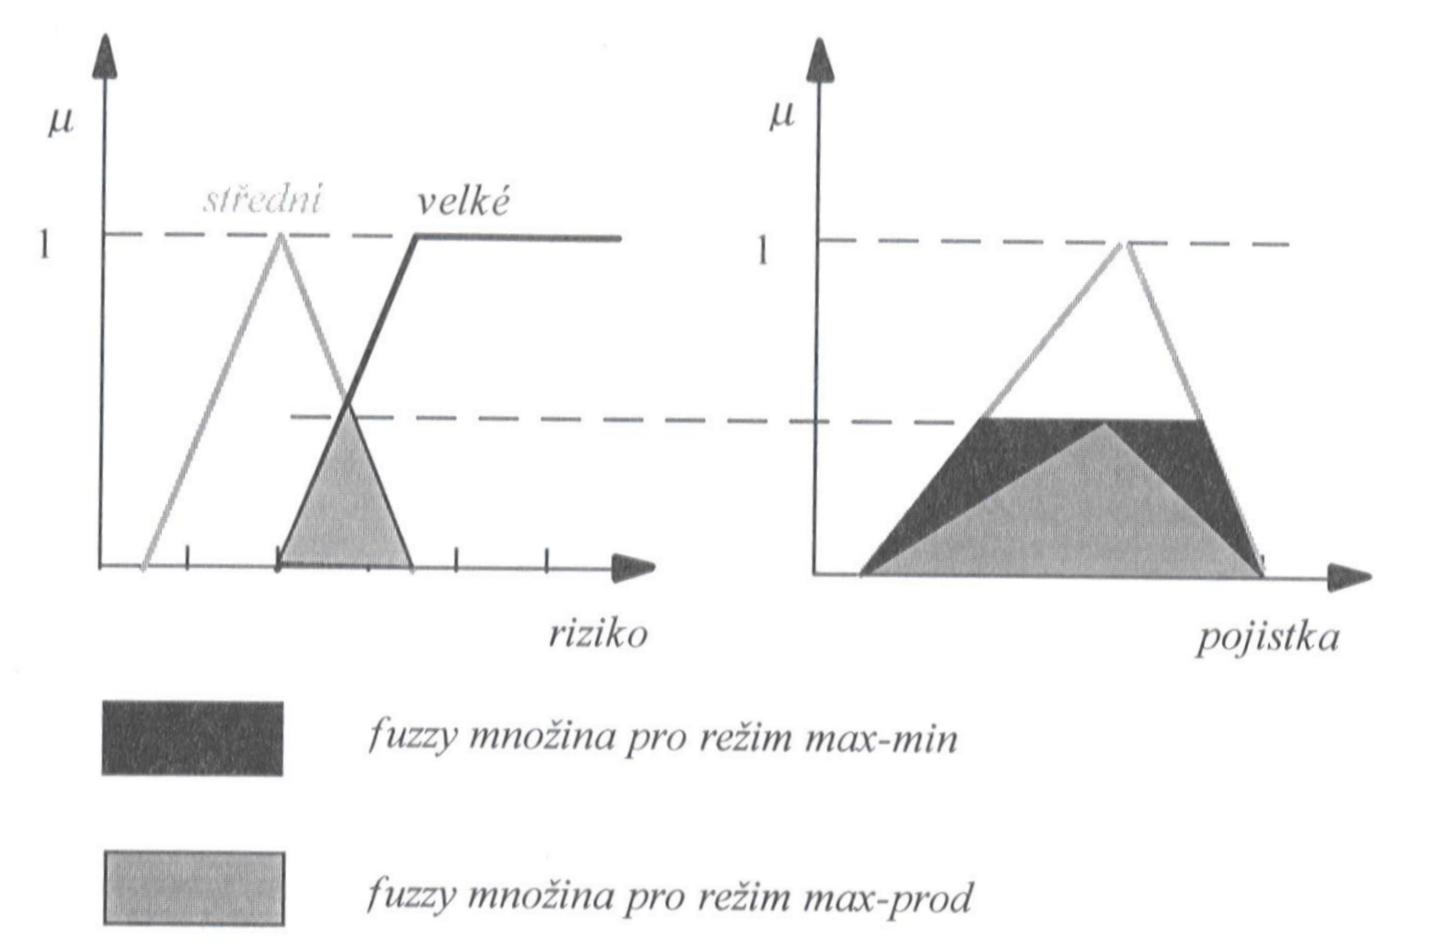 μ
μ
střední velké
1
1
riziko
pojistka
fuzzy množina pro režim max-min
fuzzy množina pro režim max-prod